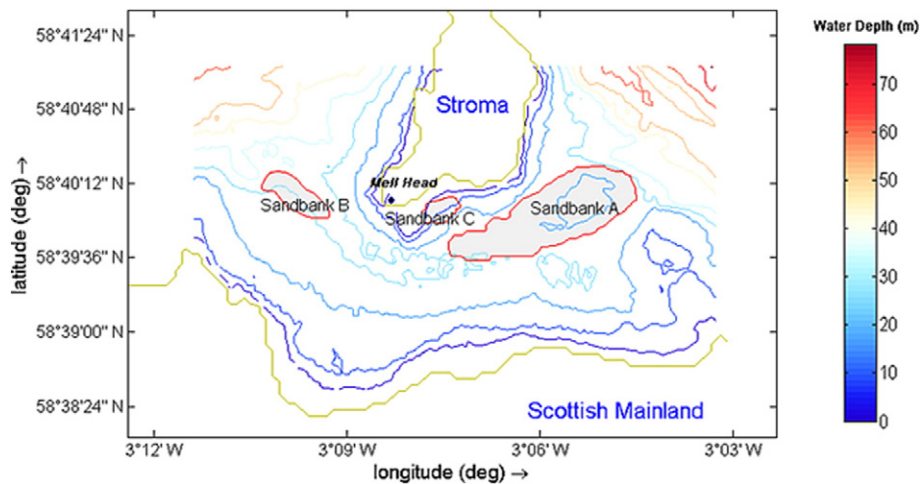 Water Depth (m)
58°41'24" N
58°40'48" N
58°40'12" N
58°39'36" N
58°39'00" N
58°38'24" N
latitude (deg) →
Stroma
Mell Head
Sandbank B
Sandbank C
Sandbank A
Scottish Mainland
3°12' W
3°09' W
3°06' W
3°03' W
longitude (deg) →
70
60
50
40
30
20
10
0